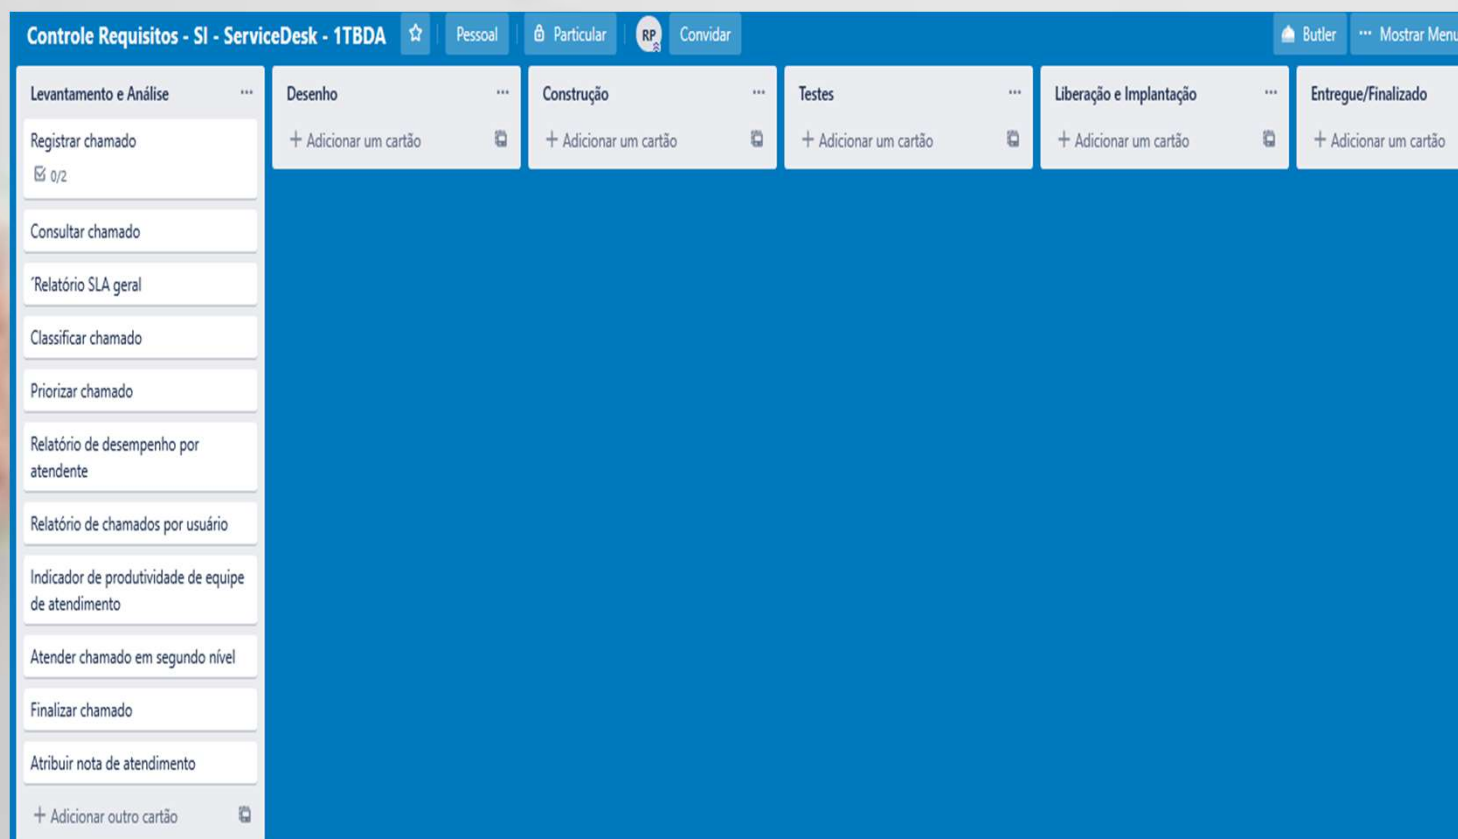 Controle Requisitos - SI - ServiceDesk - 1TBDA
Pessoal
Particular
RP
Convidar
Butler
Mostrar Menu
Levantamento e Análise
Registrar chamado
0/2
Consultar chamado
´Relatório SLA geral
Classificar chamado
Priorizar chamado
Relatório de desempenho por
atendente
Relatório de chamados por usuário
Indicador de produtividade de equipe
de atendimento
Atender chamado em segundo nível
Finalizar chamado
Atribuir nota de atendimento
+ Adicionar outro cartão
Desenho
+ Adicionar um cartão
Construção
+ Adicionar um cartão
Testes
+ Adicionar um cartão
Liberação e Implantação
+ Adicionar um cartão
Entregue/Finalizado
+ Adicionar um cartão